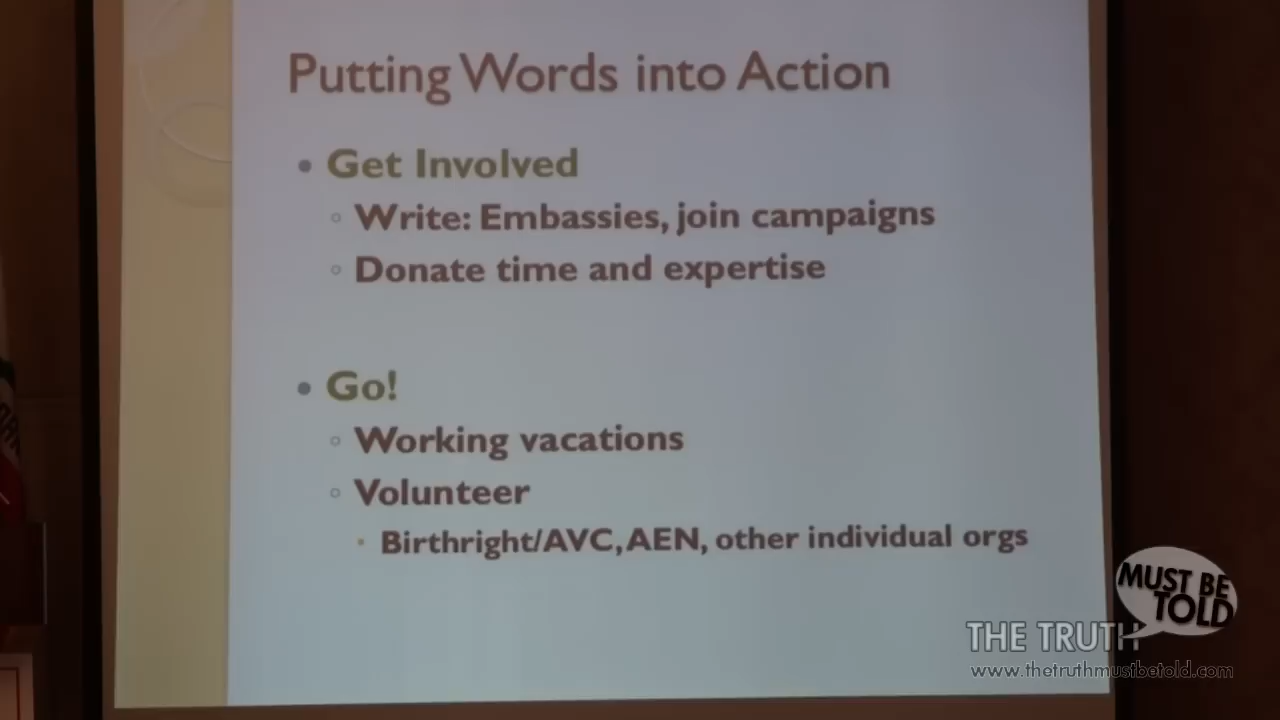 Putting Words into Action
• Get Involved
◦ Write: Embassies, join campaigns
◦ Donate time and expertise
• Go!
◦ Working vacations
◦ Volunteer
• Birthright/AVC, AEN, other individual orgs
MUST BE
TOLD
THE TRUTH
www.thetruthmustbetold.com